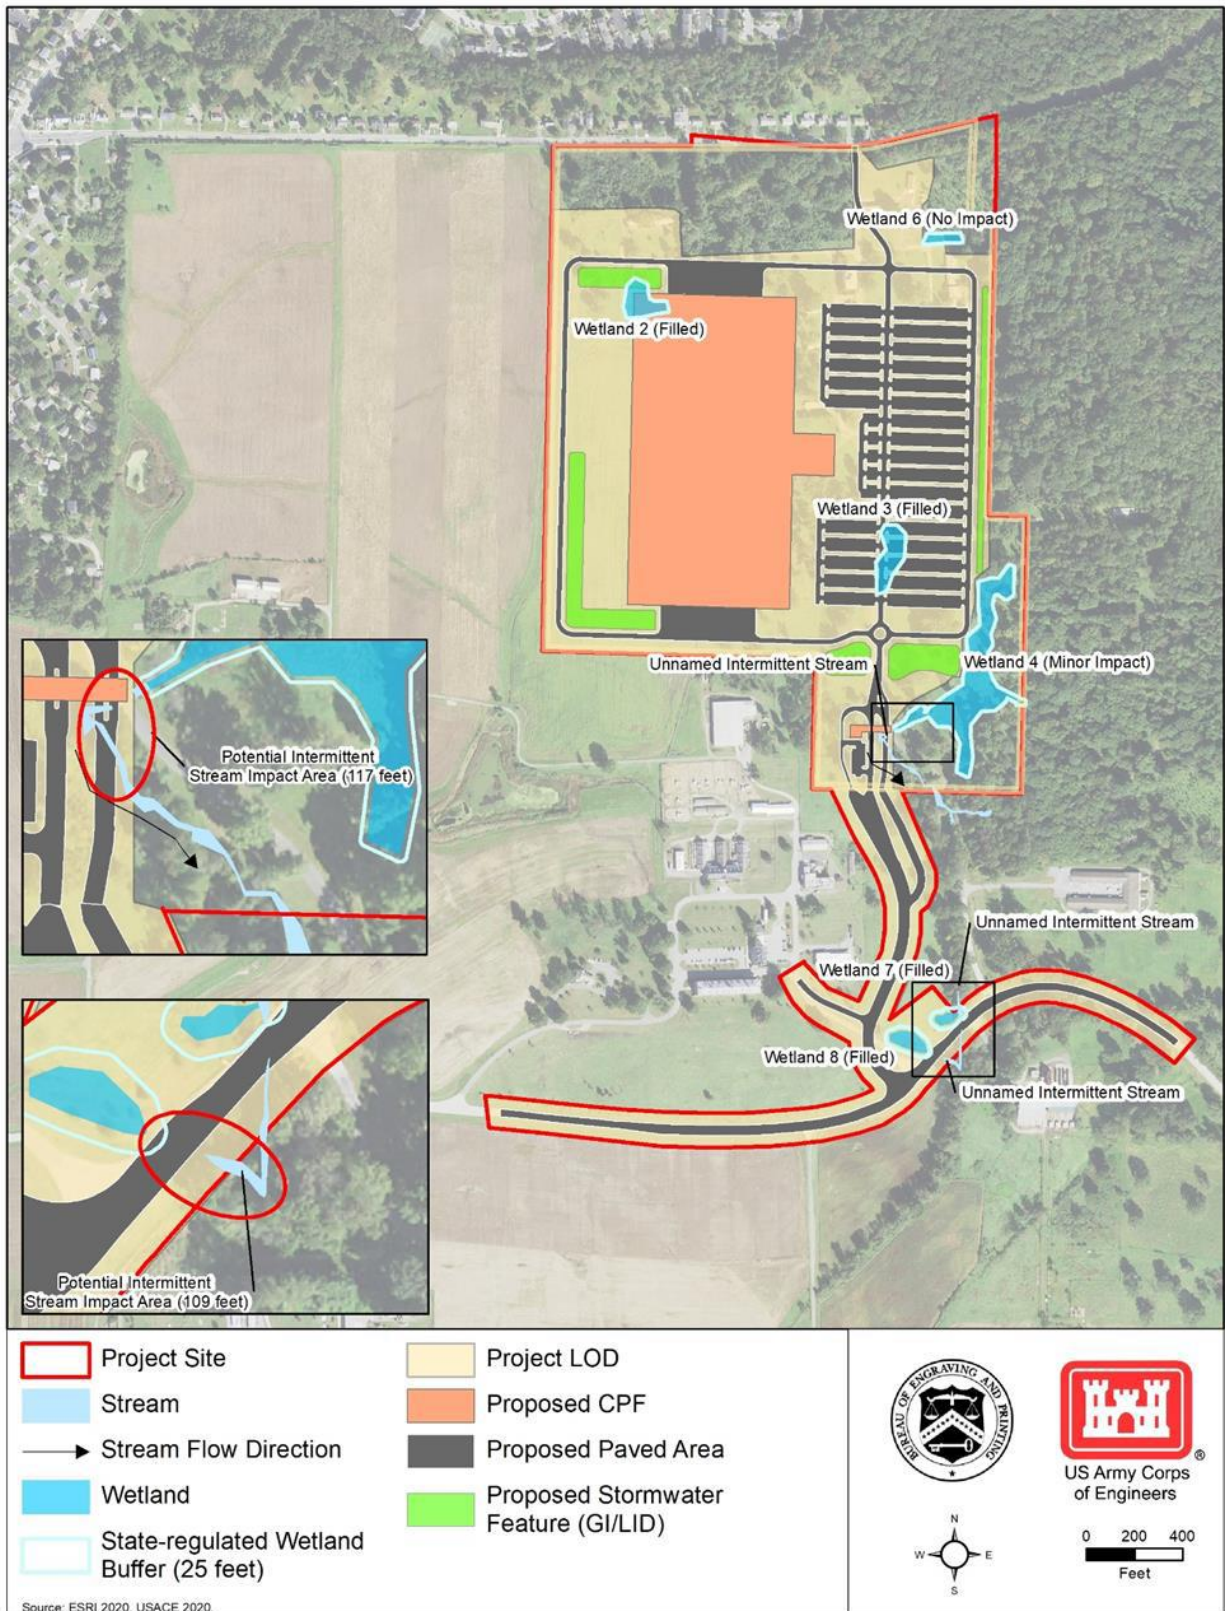 Wetland 6 (No Impact)
Wetland 2 (Filled)
Wetland 3 (Filled)
Unnamed Intermittent Stream
Wetland 4 (Minor Impact)
Potential Intermittent
Stream Impact Area (117 feet)
Unnamed Intermittent Stream
Wetland 7 (Filled)
Wetland 8 (Filled)
Unnamed Intermittent Stream
Potential Intermittent
Stream Impact Area (109 feet)
Project Site
Stream
Stream Flow Direction
Wetland
State-regulated Wetland
Buffer (25 feet)
Project LOD
Proposed CPF
Proposed Paved Area
Proposed Stormwater
Feature (GI/LID)
BUREAU OF ENGRAVING AND PRINTING
®
US Army Corps
of Engineers
N
W E
S
0 200 400
Feet
Source: ESRI 2020, USACE 2020